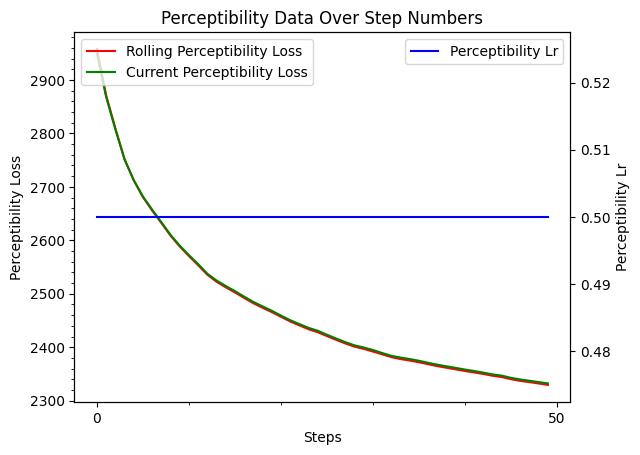 Perceptibility Data Over Step Numbers
Rolling Perceptibility Loss
Current Perceptibility Loss
Perceptibility Lr
2900
2800
2700
2600
2500
2400
2300
Perceptibility Loss
0.52
0.51
0.50
0.49
0.48
Perceptibility Lr
0
50
Steps